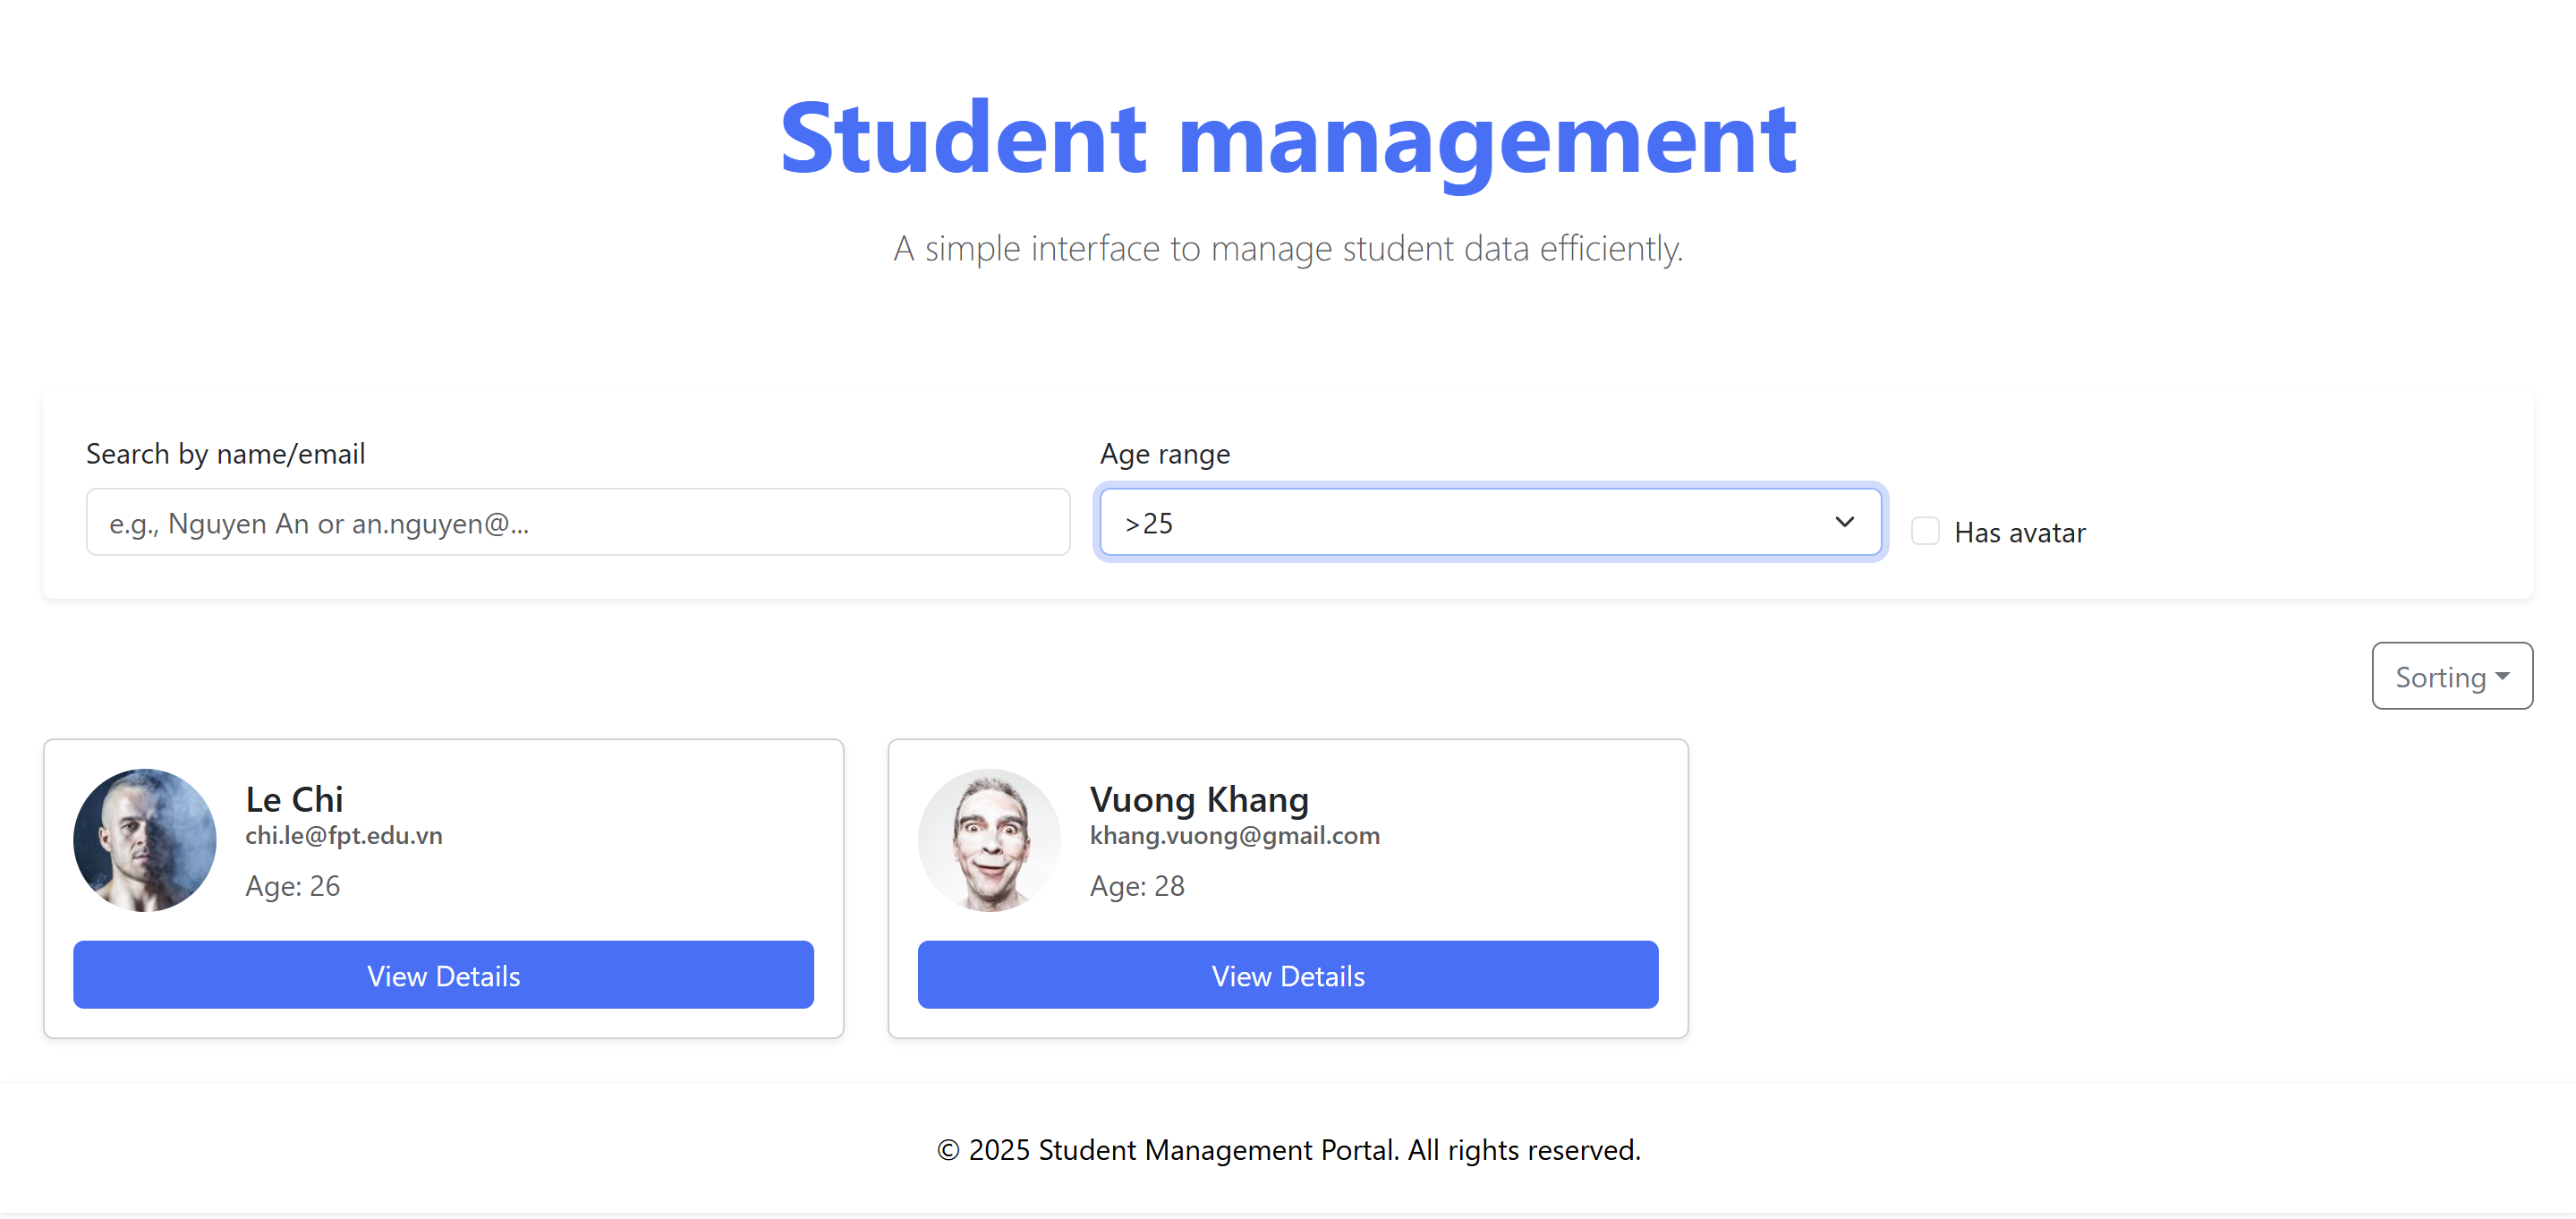 Student management
A simple interface to manage student data efficiently.
Search by name/email
Age range
e.g., Nguyen An or an.nguyen@...
>25
Has avatar
Sorting
Le Chi
chi.le@fpt.edu.vn
Age: 26
View Details
Vuong Khang
khang.vuong@gmail.com
Age: 28
View Details
© 2025 Student Management Portal. All rights reserved.